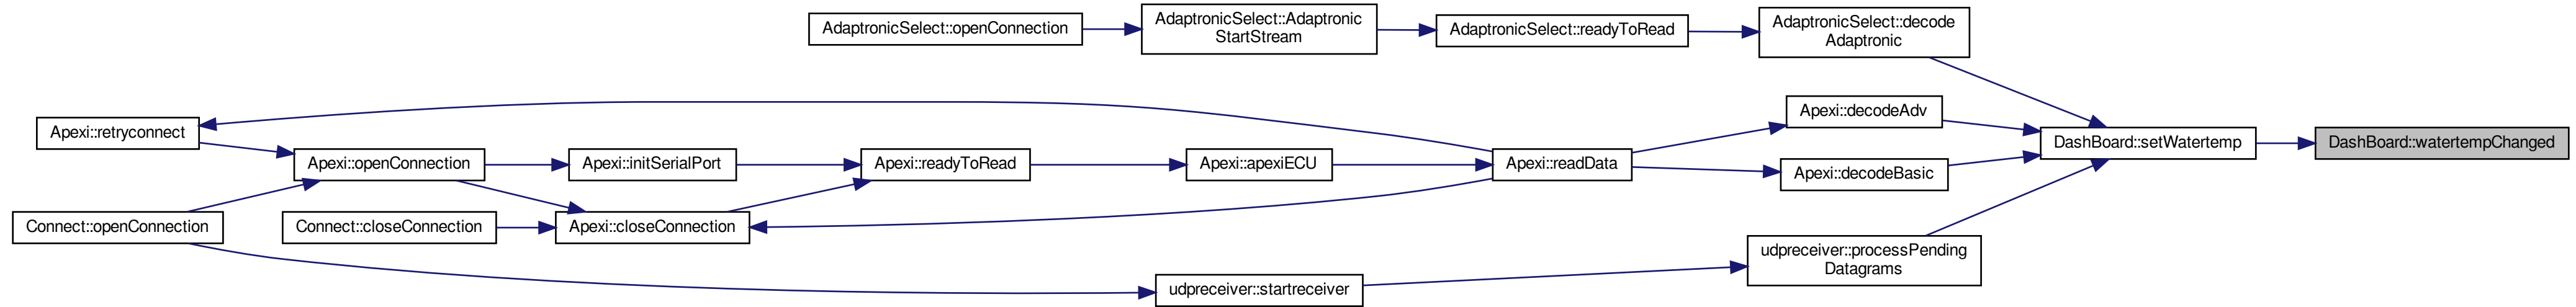 AdaptronicSelect::openConnection
AdaptronicSelect::Adaptronic
StartStream
AdaptronicSelect::readyToRead
AdaptronicSelect::decode
Adaptronic
Apexi::retryconnect
Apexi::openConnection
Apexi::initSerialPort
Apexi::readyToRead
Apexi::apexiECU
Apexi::readData
Apexi::decodeAdv
Apexi::decodeBasic
DashBoard::setWatertemp
DashBoard::watertempChanged
Connect::openConnection
Connect::closeConnection
Apexi::closeConnection
udpreceiver::processPending
Datagrams
udpreceiver::startreceiver